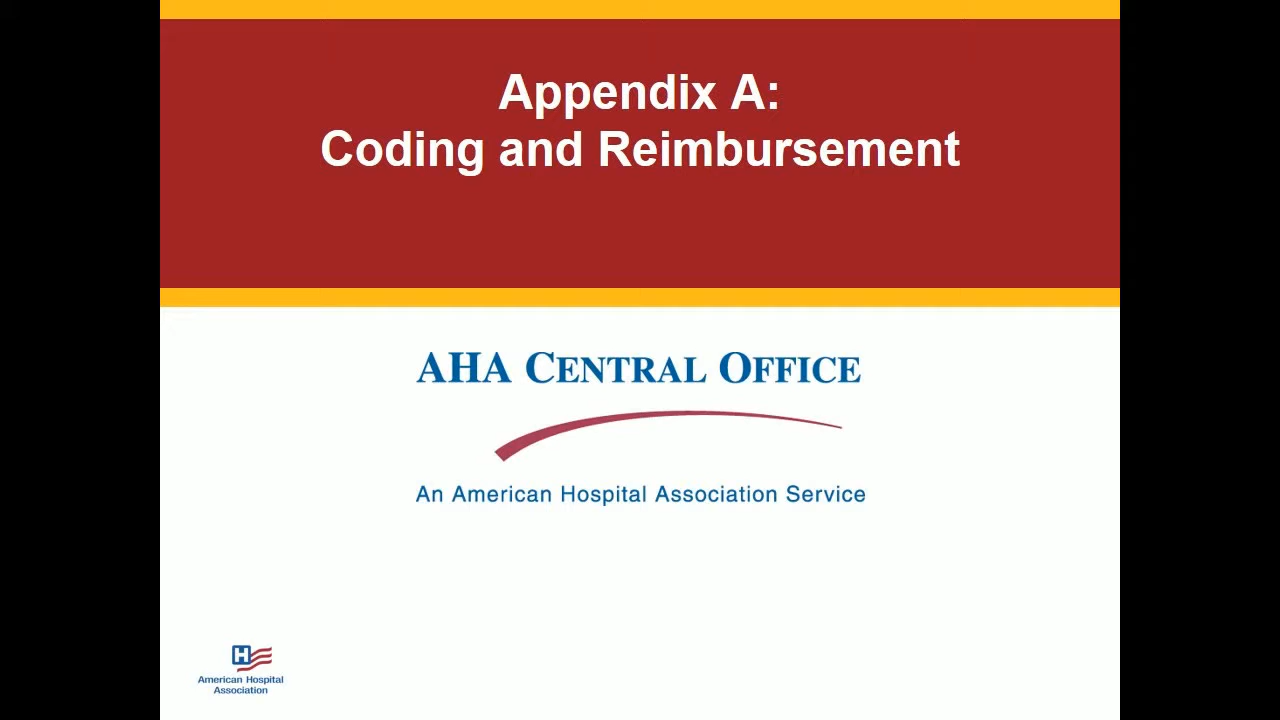 Appendix A:
Coding and Reimbursement
AHA CENTRAL OFFICE
An American Hospital Association Service
H
American Hospital
Association